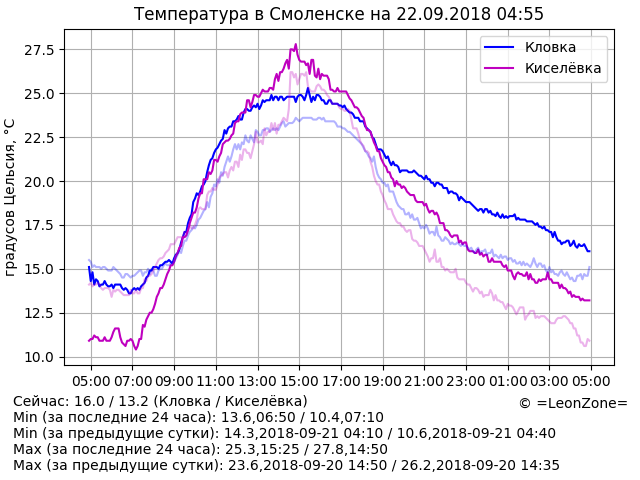 Температура в Смоленске на 22.09.2018 04:55
градусов Цельсия, °C
27.5
25.0
22.5
20.0
17.5
15.0
12.5
10.0
Кловка
Киселёвка
05:00 07:00 09:00 11:00 13:00 15:00 17:00 19:00 21:00 23:00 01:00 03:00 05:00
Сейчас: 16.0 / 13.2 (Кловка / Киселёвка)
© =LeonZone=
Min (за последние 24 часа): 13.6,06:50 / 10.4,07:10
Min (за предыдущие сутки): 14.3,2018-09-21 04:10 / 10.6,2018-09-21 04:40
Max (за последние 24 часа): 25.3,15:25 / 27.8,14:50
Max (за предыдущие сутки): 23.6,2018-09-20 14:50 / 26.2,2018-09-20 14:35